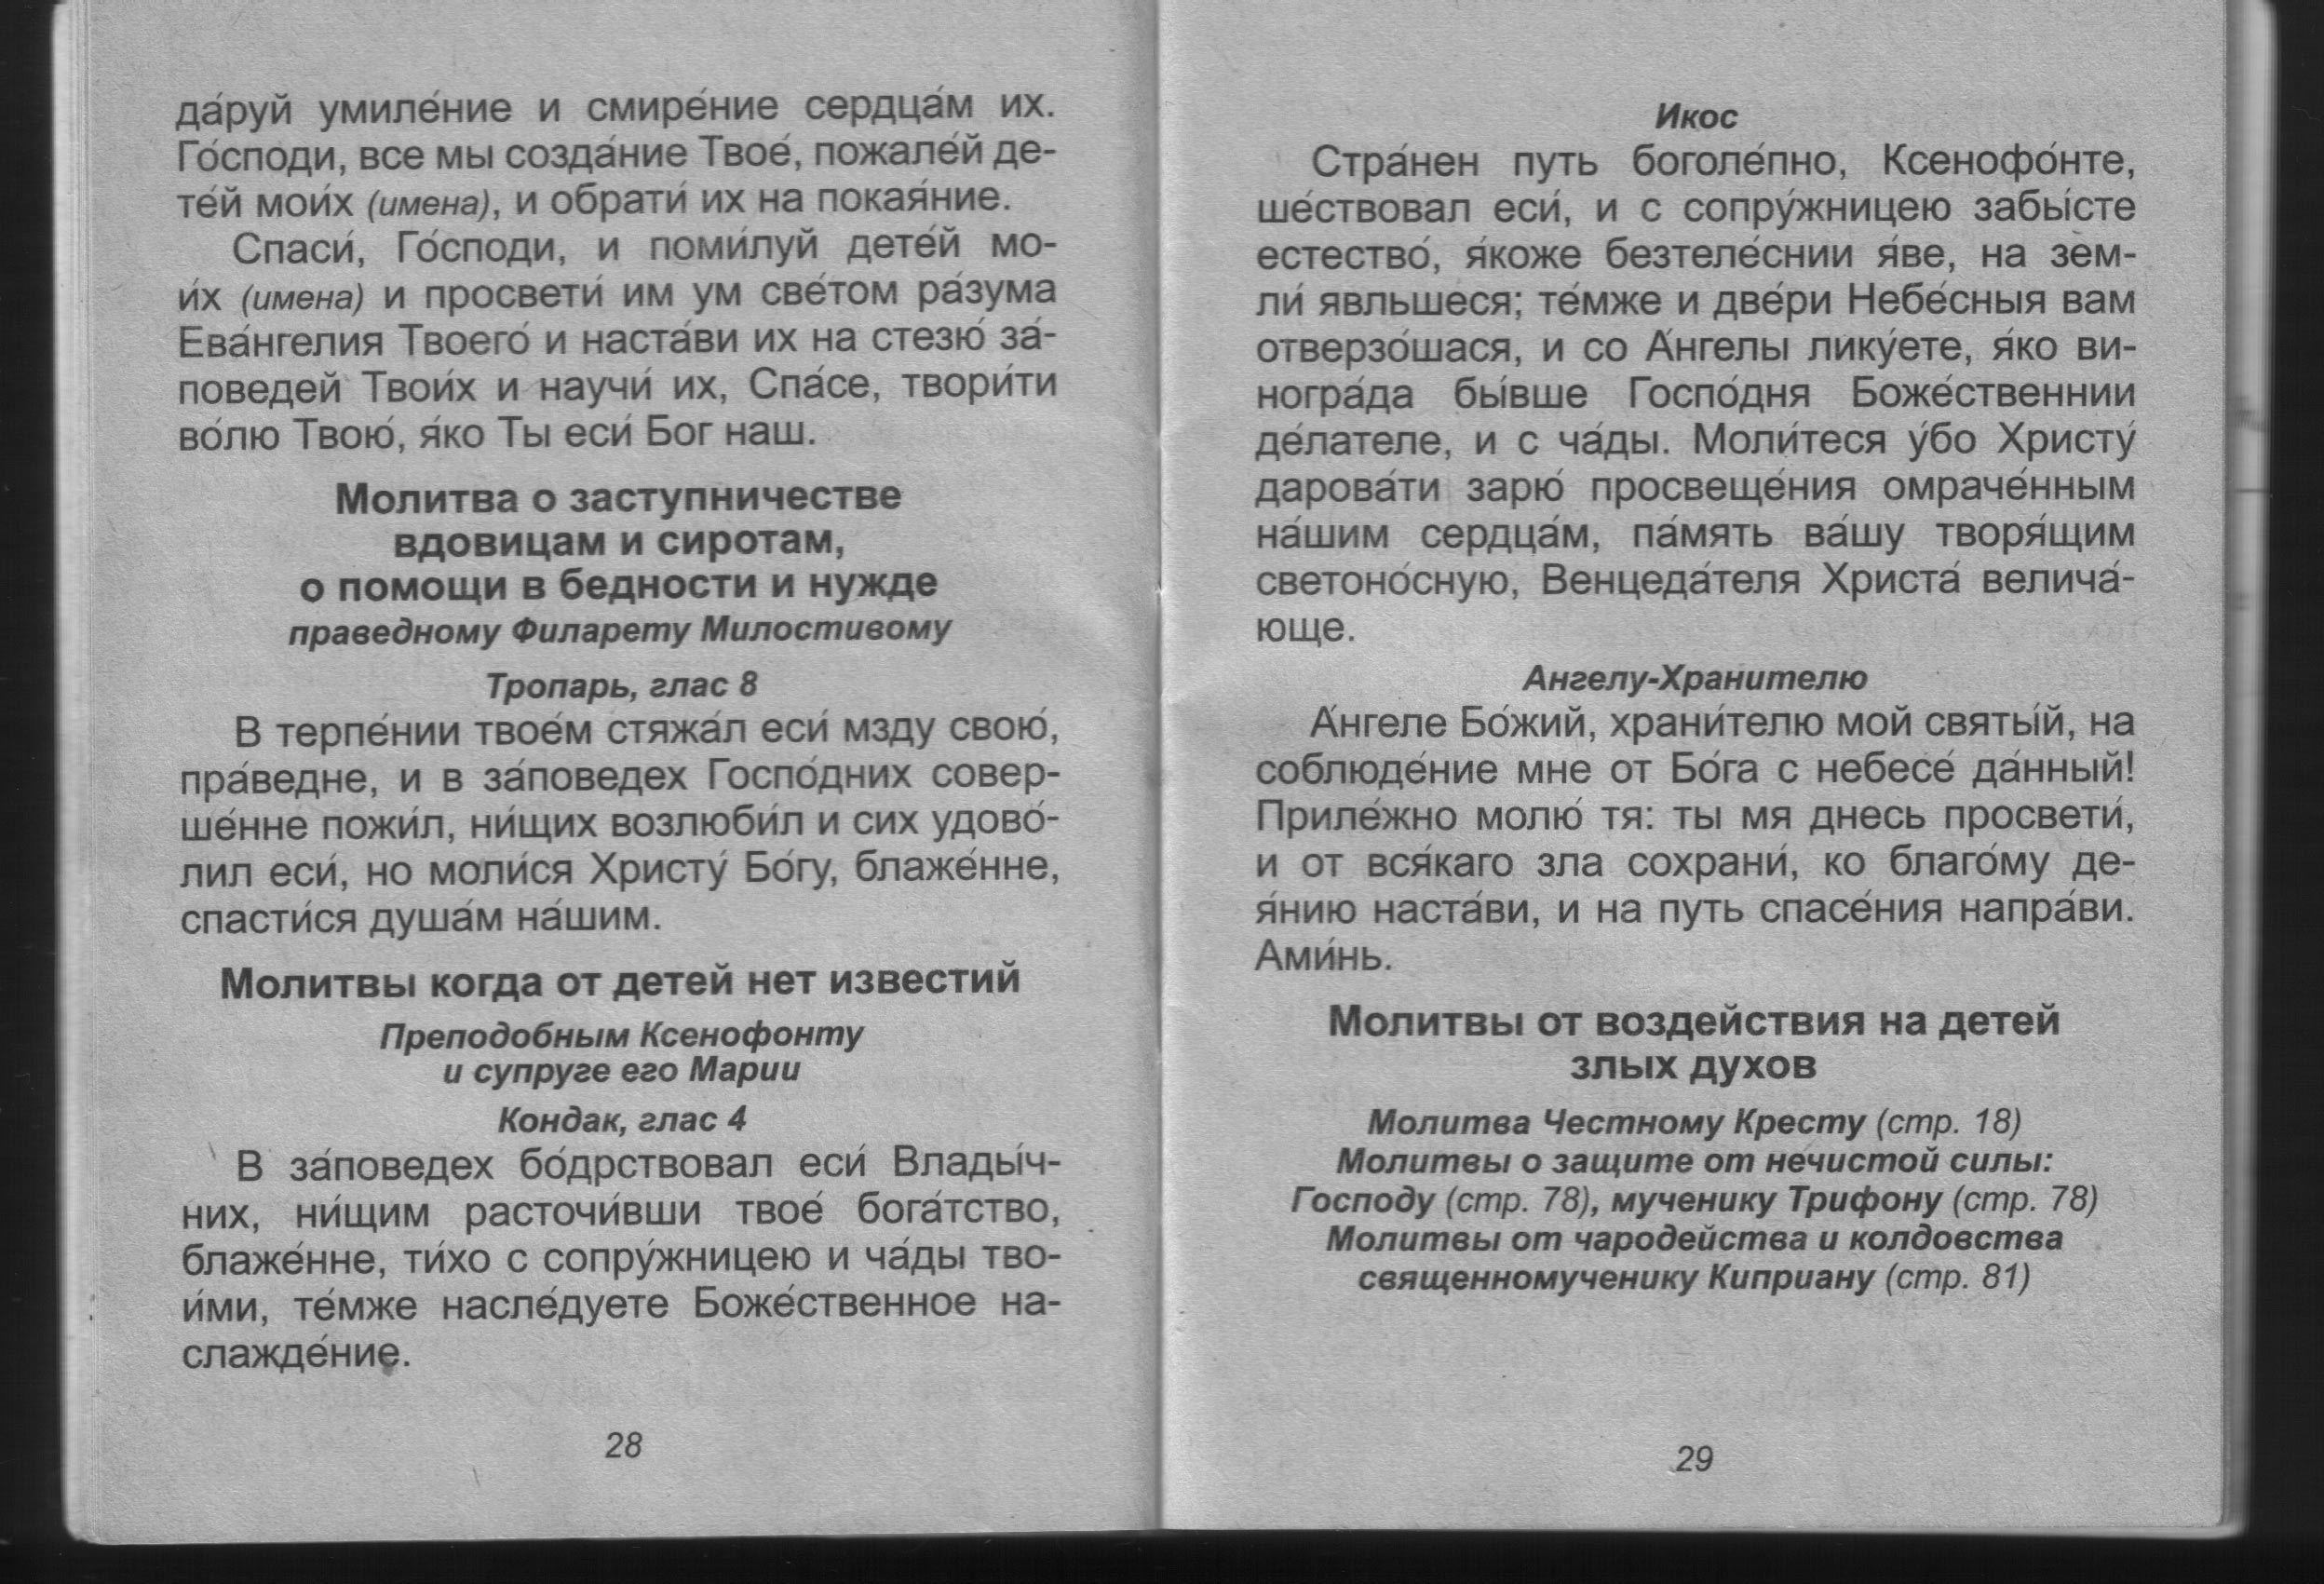 да́руй умиле́ние и смире́ние сердца́м их.
Го́споди, все мы созда́ние Твое́, пожале́й де-
те́й мои́х (имена), и обрати́ их на покая́ние.
Спаси́, Го́споди, и поми́луй дете́й мо-
и́х (имена) и просвети́ им ум све́том ра́зума
Ева́нгелия Твоего́ и наста́ви их на стезю́ за́-
поведей Твои́х и научи́ их, Спа́се, твори́ти
во́лю Твою́, я́ко Ты еси́ Бог наш.
Молитва о заступничестве
вдовицам и сиротам,
о помощи в бедности и нужде
праведному Филарету Милостивому
Тропарь, глас 8
В терпе́нии твое́м стяжа́л еси́ мзду свою́,
пра́ведне, и в за́поведех Госпо́дних совер-
ше́нне пожи́л, ни́щих возлюби́л и сих удово́-
лил еси́, но моли́ся Христу́ Бо́гу, блаже́нне,
спасти́ся душа́м на́шим.
Молитвы когда от детей нет известий
Преподобным Ксенофонту
и супруге его Марии
Кондак, глас 4
В за́поведех бо́дрствовал еси́ Влады́ч-
них, ни́щим расточи́вши твое́ бога́тство,
блаже́нне, ти́хо с сопру́жницею и ча́ды тво-
и́ми, те́мже насле́дуете Боже́ственное на-
слажде́ние.
28
Икос
Стра́нен путь боголе́пно, Ксенофо́нте,
ше́ствовал еси́, и с сопру́жницею забы́сте
естество́, я́коже безтеле́снии я́ве, на зем-
ли́ явльшеся; те́мже и две́ри Небе́сныя вам
отверзо́шася, и со А́нгелы лику́ете, я́ко ви-
ногра́да бы́вше Госпо́дня Боже́ственнии
де́лателе, и с ча́ды. Моли́теся у́бо Христу́
дарова́ти зарю́ просвеще́ния омраче́нным
на́шим сердца́м, па́мять ва́шу творя́щим
светоно́сную, Венцеда́теля Христа́ велича́-
юще.
Ангелу-Хранителю
А́нгеле Бо́жий, храни́телю мой святы́й, на
соблюде́ние мне от Бо́га с небесе́ да́нный!
Приле́жно молю́ тя: ты мя днесь просвети́,
и от вся́каго зла сохрани́, ко благо́му де-
я́нию наста́ви, и на путь спасе́ния напра́ви.
Ами́нь.
Молитвы от воздействия на детей
злых духов
Молитва Честному Кресту (стр. 18)
Молитвы о защите от нечистой силы:
Господу (стр. 78), мученику Трифону (стр. 78)
Молитвы от чародейства и колдовства
священномученику Киприану (стр. 81)
29